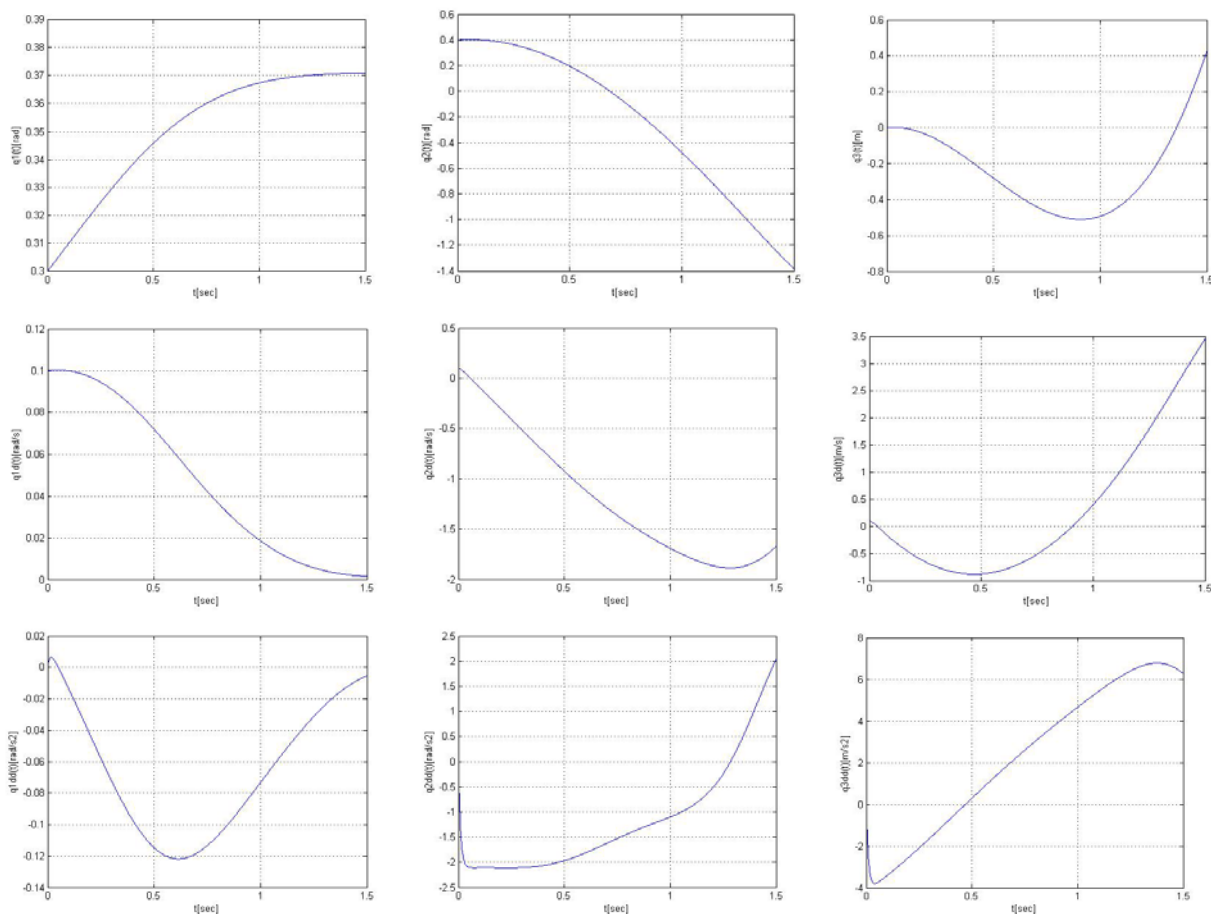 0.39
0.38
0.37
0.36
0.35
0.34
0.33
0.32
0.31
0.3
q1(t)[rad]
0 0.5 1 1.5
t[sec]
0.6
0.4
0.2
0
-0.2
-0.4
-0.6
-0.8
-1
-1.2
-1.4
q2(t)[rad]
0 0.5 1 1.5
t[sec]
0.6
0.4
0.2
0
-0.2
-0.4
-0.6
-0.8
q3(t)[m]
0 0.5 1 1.5
t[sec]
0.12
0.1
0.08
0.06
0.04
0.02
0
q1d(t)[rad/s]
0 0.5 1 1.5
t[sec]
0.5
0
-0.5
-1
-1.5
-2
q2d(t)[rad/s]
0 0.5 1 1.5
t[sec]
3.5
3
2.5
2
1.5
1
0.5
0
-0.5
-1
q3d(t)[m/s]
0 0.5 1 1.5
t[sec]
0.02
0
-0.02
-0.04
-0.06
-0.08
-0.1
-0.12
-0.14
q1dd(t)[rad/s2]
0 0.5 1 1.5
t[sec]
2.5
2
1.5
1
0.5
0
-0.5
-1
-1.5
-2
-2.5
q2dd(t)[rad/s2]
0 0.5 1 1.5
t[sec]
8
6
4
2
0
-2
-4
q3dd(t)[m/s2]
0 0.5 1 1.5
t[sec]